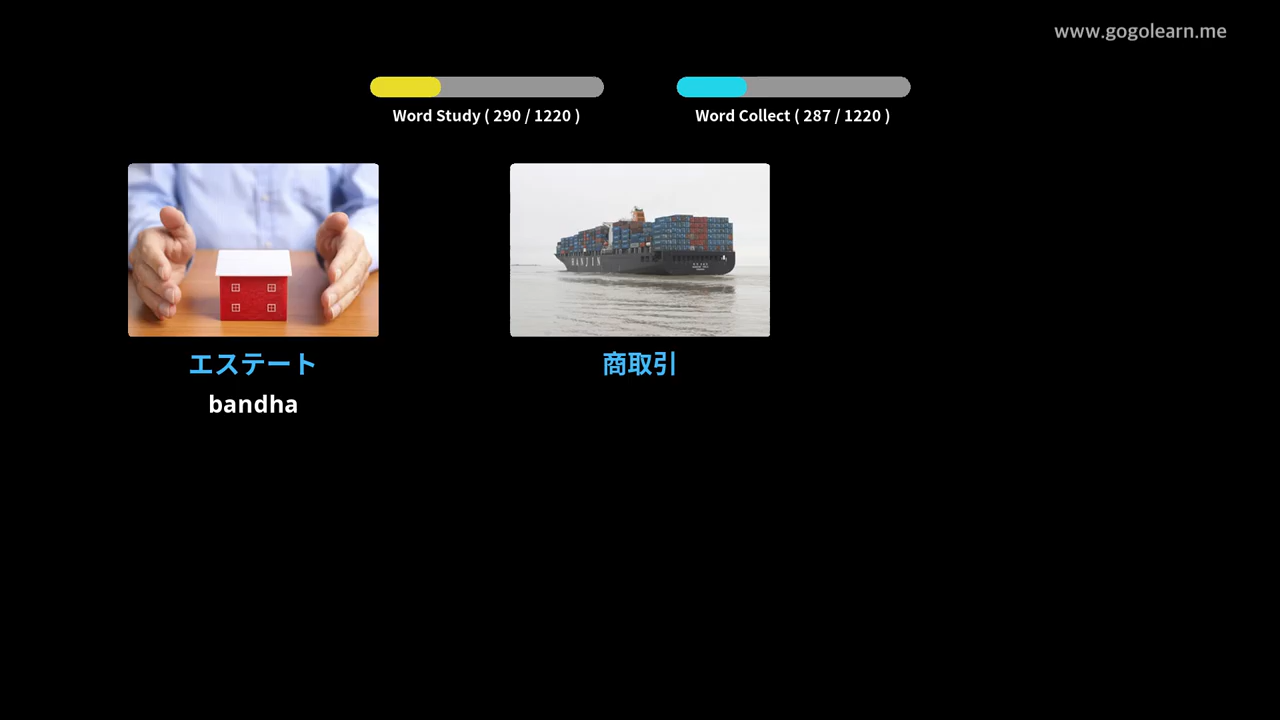 www.gogolearn.me
Word Study ( 290 / 1220 )
Word Collect ( 287 / 1220 )
HANJIN
エステート
商取引
bandha